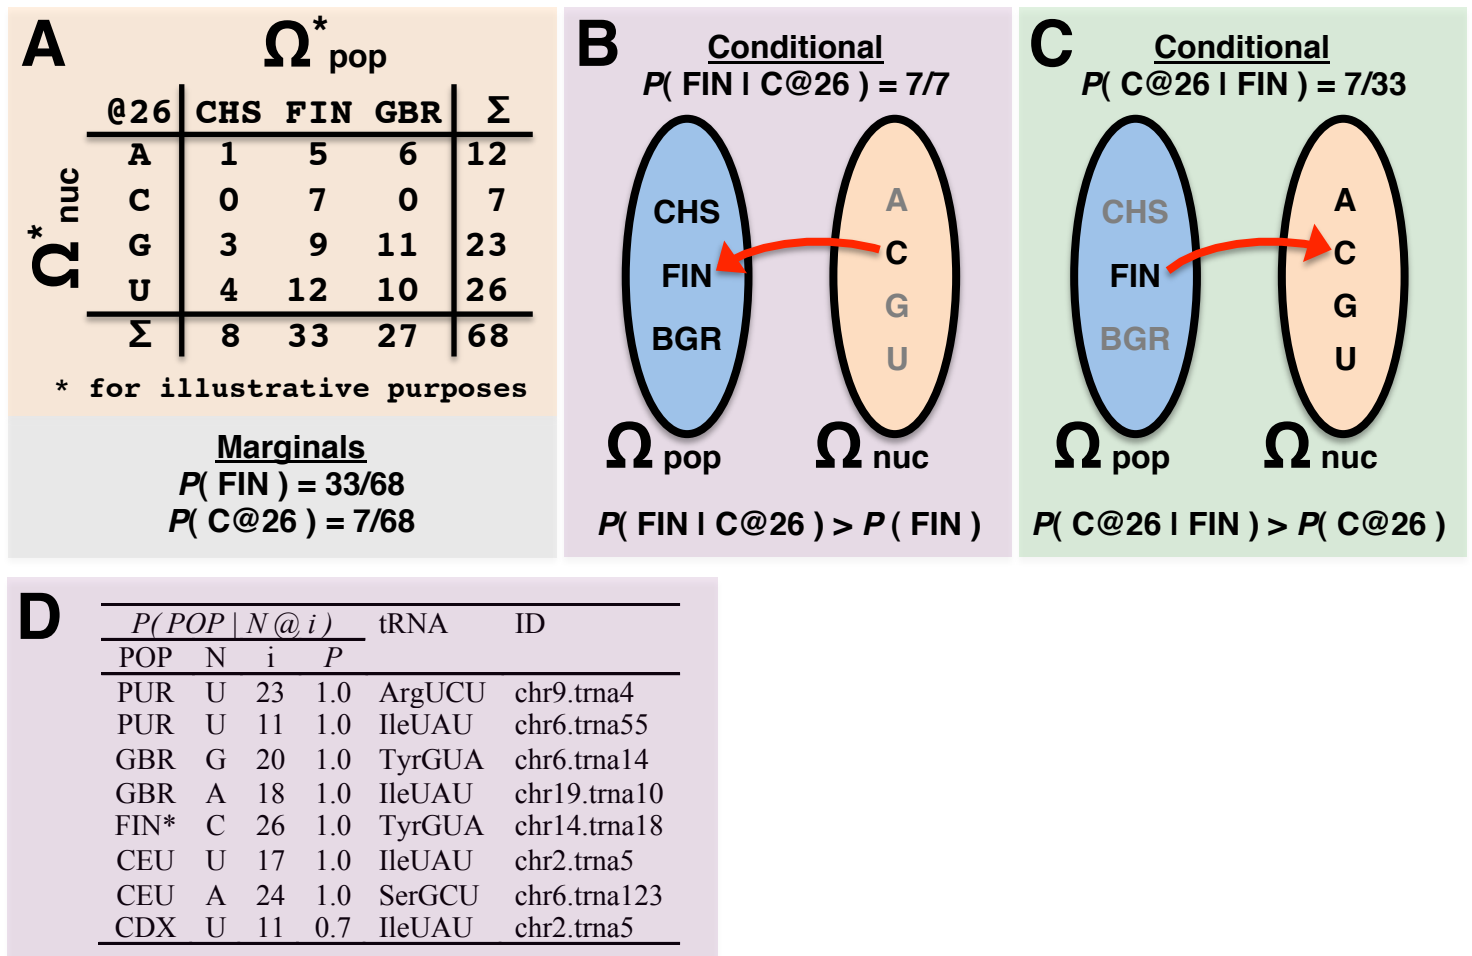 A
Ω*pop
@26 CHS FIN GBR Σ
A 1 5 6 12
C 0 7 0 7
G 3 9 11 23
U 4 12 10 26
Σ 8 33 27 68
Ω*nuc
* for illustrative purposes
Marginals
P( FIN ) = 33/68
P( C@26 ) = 7/68
B
Conditional
P( FIN | C@26 ) = 7/7
CHS
FIN
BGR
A
C
G
U
Ω pop
Ω nuc
P( FIN | C@26 ) > P ( FIN )
C
Conditional
P( C@26 | FIN ) = 7/33
CHS
FIN
BGR
A
C
G
U
Ω pop
Ω nuc
P( C@26 | FIN ) > P( C@26 )
D
P( POP | N @ i ) tRNA ID
POP N i P
PUR U 23 1.0 ArgUCU chr9.trna4
PUR U 11 1.0 IleUAU chr6.trna55
GBR G 20 1.0 TyrGUA chr6.trna14
GBR A 18 1.0 IleUAU chr19.trna10
FIN* C 26 1.0 TyrGUA chr14.trna18
CEU U 17 1.0 IleUAU chr2.trna5
CEU A 24 1.0 SerGCU chr6.trna123
CDX U 11 0.7 IleUAU chr2.trna5